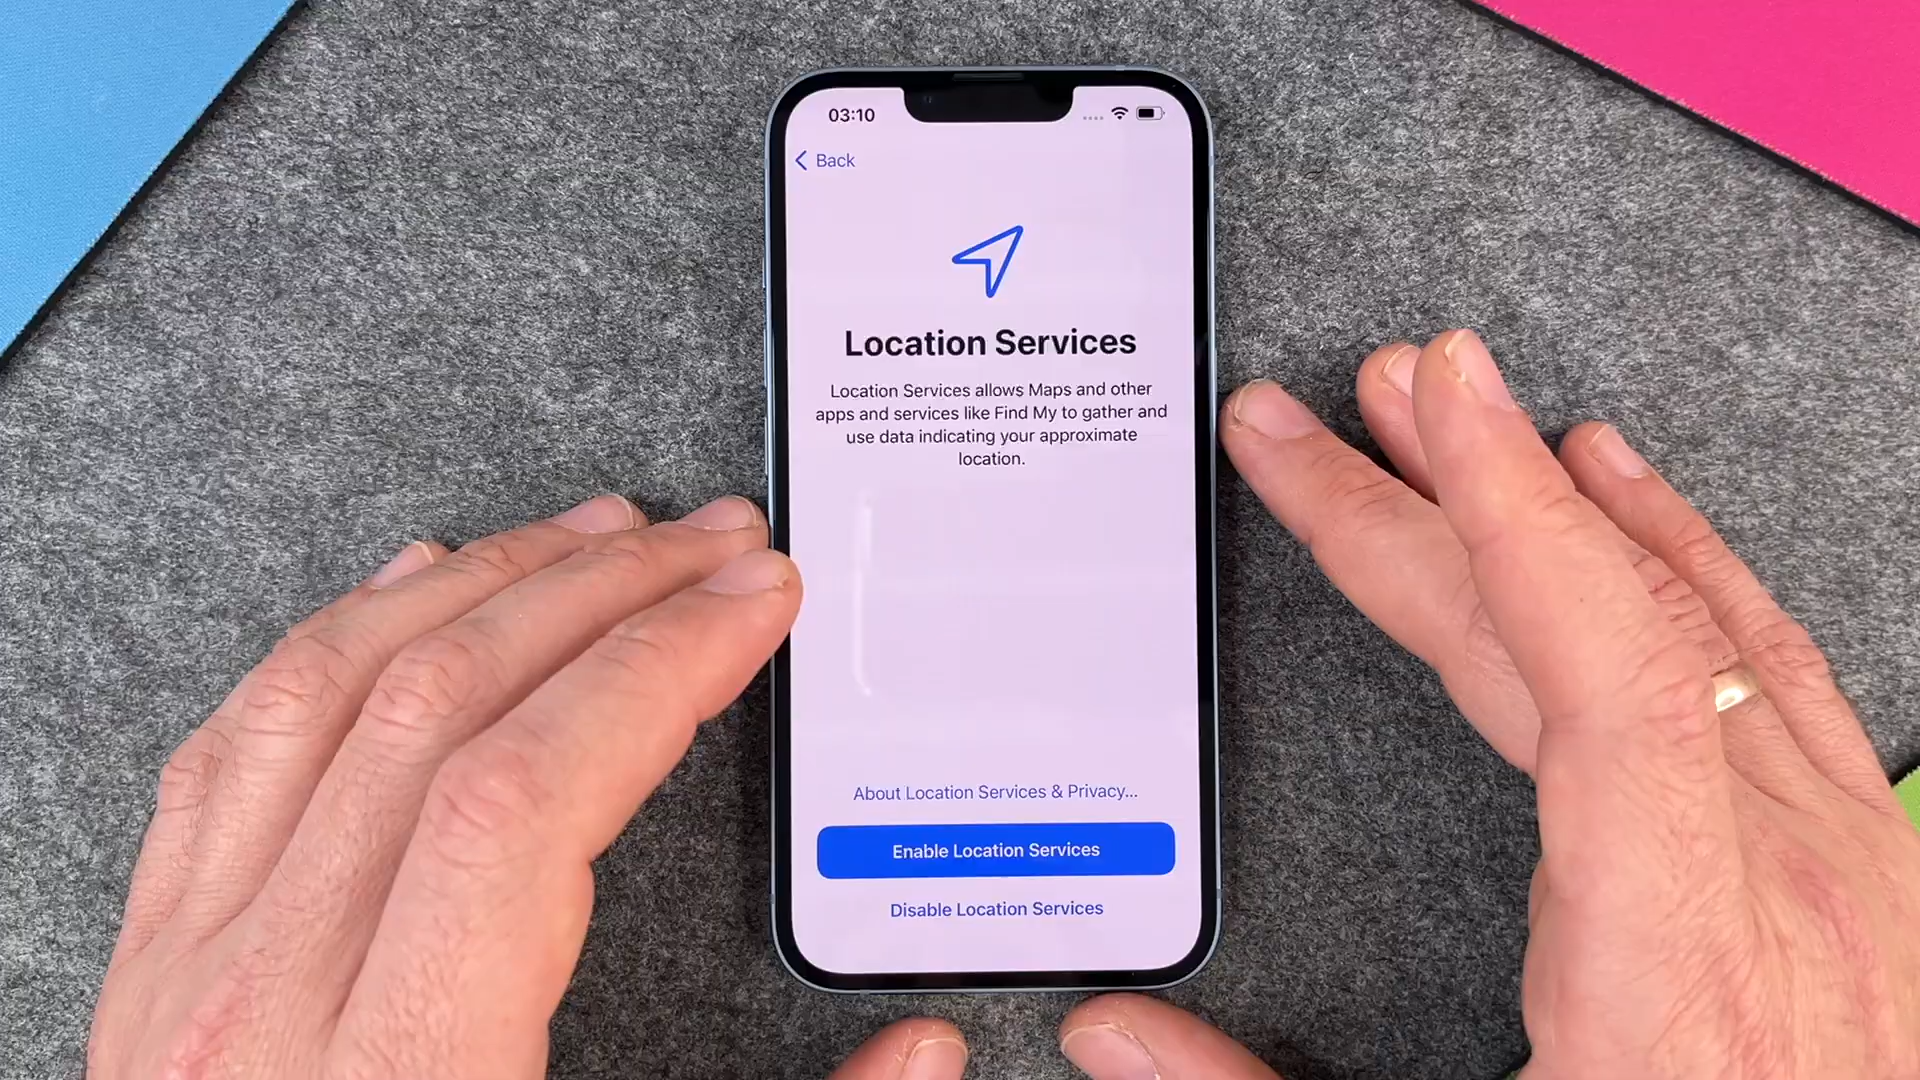 03:10
Back
Location Services
Location Services allows Maps and other
apps and services like Find My to gather and
use data indicating your approximate
location.
About Location Services & Privacy...
Enable Location Services
Disable Location Services